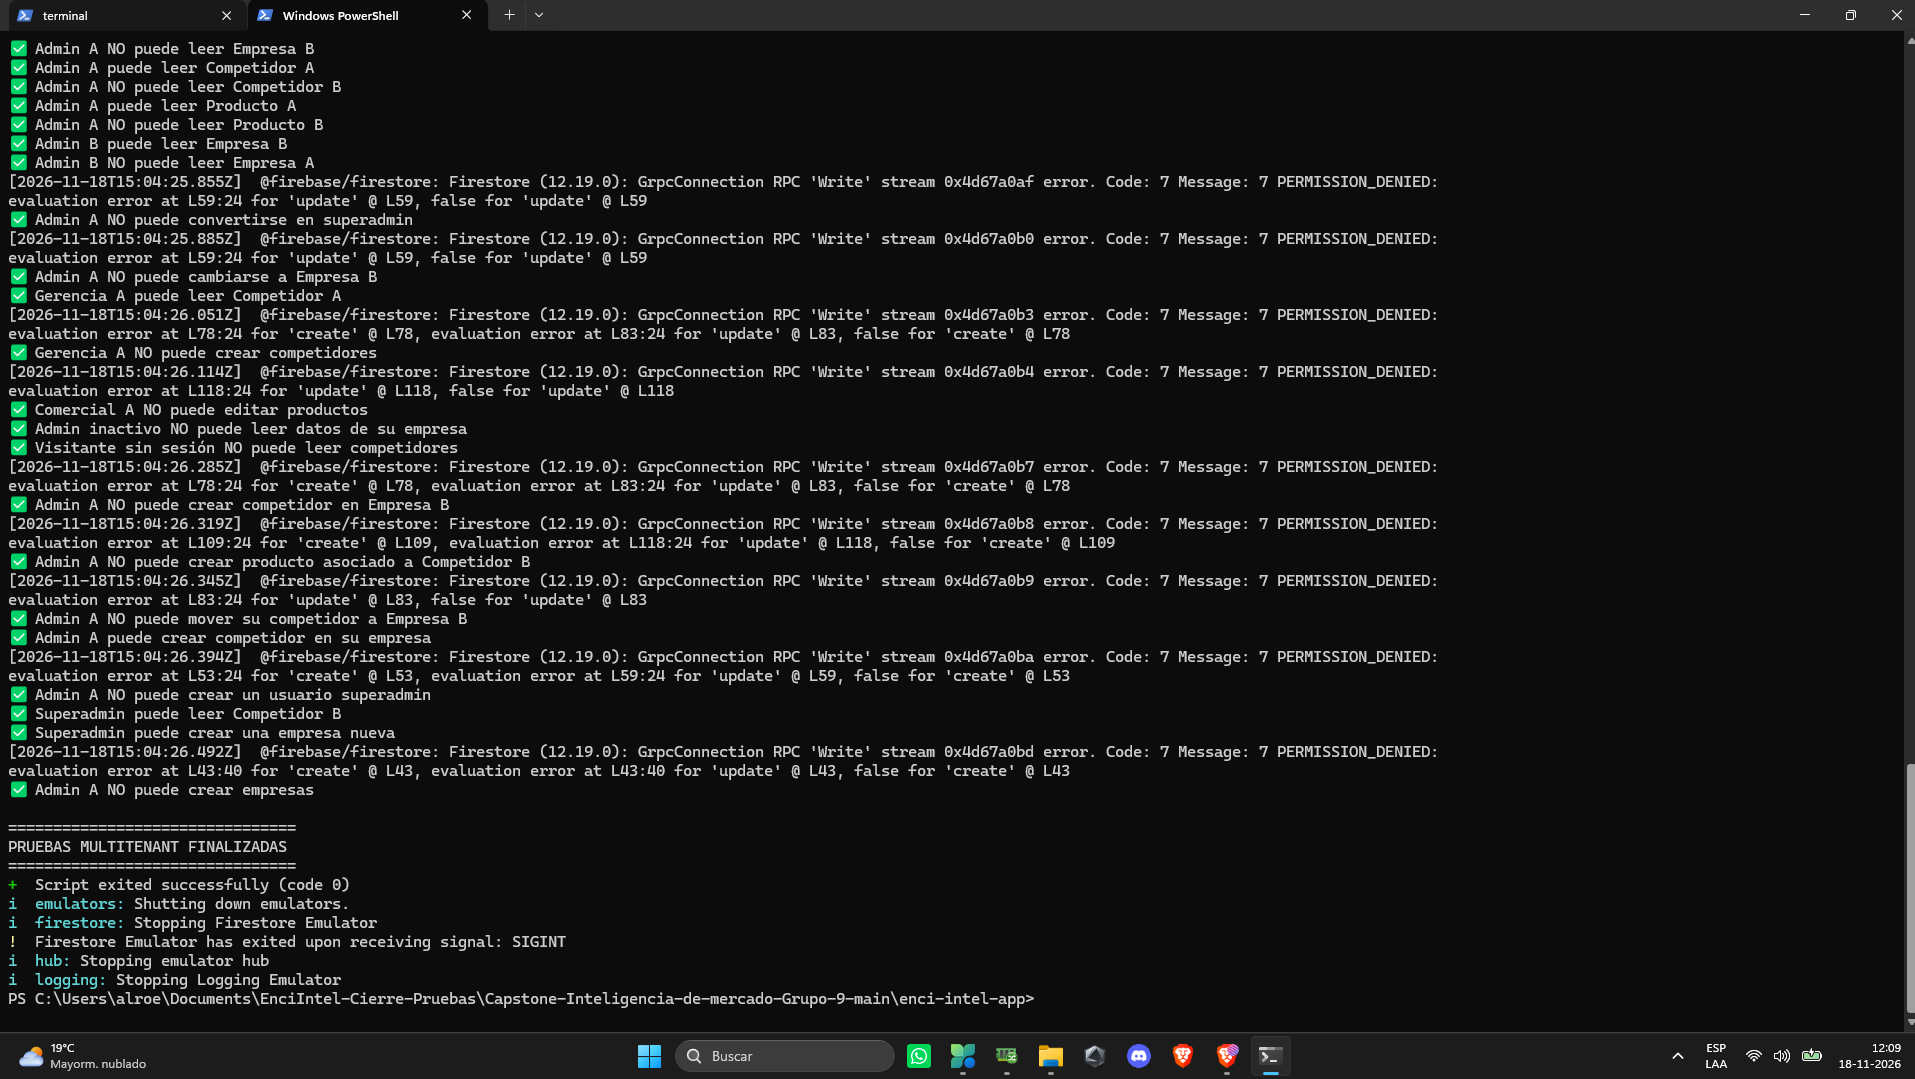 terminal
Windows PowerShell
✅ Admin A NO puede leer Empresa B
✅ Admin A puede leer Competidor A
✅ Admin A NO puede leer Competidor B
✅ Admin A puede leer Producto A
✅ Admin A NO puede leer Producto B
✅ Admin B puede leer Empresa B
✅ Admin B NO puede leer Empresa A
[2026-11-18T15:04:25.855Z]  @firebase/firestore: Firestore (12.19.0): GrpcConnection RPC 'Write' stream 0x4d67a0af error. Code: 7 Message: 7 PERMISSION_DENIED:
evaluation error at L59:24 for 'update' @ L59, false for 'update' @ L59
✅ Admin A NO puede convertirse en superadmin
[2026-11-18T15:04:25.885Z]  @firebase/firestore: Firestore (12.19.0): GrpcConnection RPC 'Write' stream 0x4d67a0b0 error. Code: 7 Message: 7 PERMISSION_DENIED:
evaluation error at L59:24 for 'update' @ L59, false for 'update' @ L59
✅ Admin A NO puede cambiarse a Empresa B
✅ Gerencia A puede leer Competidor A
[2026-11-18T15:04:26.051Z]  @firebase/firestore: Firestore (12.19.0): GrpcConnection RPC 'Write' stream 0x4d67a0b3 error. Code: 7 Message: 7 PERMISSION_DENIED:
evaluation error at L78:24 for 'create' @ L78, evaluation error at L83:24 for 'update' @ L83, false for 'create' @ L78
✅ Gerencia A NO puede crear competidores
[2026-11-18T15:04:26.114Z]  @firebase/firestore: Firestore (12.19.0): GrpcConnection RPC 'Write' stream 0x4d67a0b4 error. Code: 7 Message: 7 PERMISSION_DENIED:
evaluation error at L118:24 for 'update' @ L118, false for 'update' @ L118
✅ Comercial A NO puede editar productos
✅ Admin inactivo NO puede leer datos de su empresa
✅ Visitante sin sesión NO puede leer competidores
[2026-11-18T15:04:26.285Z]  @firebase/firestore: Firestore (12.19.0): GrpcConnection RPC 'Write' stream 0x4d67a0b7 error. Code: 7 Message: 7 PERMISSION_DENIED:
evaluation error at L78:24 for 'create' @ L78, evaluation error at L83:24 for 'update' @ L83, false for 'create' @ L78
✅ Admin A NO puede crear competidor en Empresa B
[2026-11-18T15:04:26.319Z]  @firebase/firestore: Firestore (12.19.0): GrpcConnection RPC 'Write' stream 0x4d67a0b8 error. Code: 7 Message: 7 PERMISSION_DENIED:
evaluation error at L109:24 for 'create' @ L109, evaluation error at L118:24 for 'update' @ L118, false for 'create' @ L109
✅ Admin A NO puede crear producto asociado a Competidor B
[2026-11-18T15:04:26.345Z]  @firebase/firestore: Firestore (12.19.0): GrpcConnection RPC 'Write' stream 0x4d67a0b9 error. Code: 7 Message: 7 PERMISSION_DENIED:
evaluation error at L83:24 for 'update' @ L83, false for 'update' @ L83
✅ Admin A NO puede mover su competidor a Empresa B
✅ Admin A puede crear competidor en su empresa
[2026-11-18T15:04:26.394Z]  @firebase/firestore: Firestore (12.19.0): GrpcConnection RPC 'Write' stream 0x4d67a0ba error. Code: 7 Message: 7 PERMISSION_DENIED:
evaluation error at L53:24 for 'create' @ L53, evaluation error at L59:24 for 'update' @ L59, false for 'create' @ L53
✅ Admin A NO puede crear un usuario superadmin
✅ Superadmin puede leer Competidor B
✅ Superadmin puede crear una empresa nueva
[2026-11-18T15:04:26.492Z]  @firebase/firestore: Firestore (12.19.0): GrpcConnection RPC 'Write' stream 0x4d67a0bd error. Code: 7 Message: 7 PERMISSION_DENIED:
evaluation error at L43:40 for 'create' @ L43, evaluation error at L43:40 for 'update' @ L43, false for 'create' @ L43
✅ Admin A NO puede crear empresas
================================
PRUEBAS MULTITENANT FINALIZADAS
================================
+  Script exited successfully (code 0)
i  emulators: Shutting down emulators.
i  firestore: Stopping Firestore Emulator
!  Firestore Emulator has exited upon receiving signal: SIGINT
i  hub: Stopping emulator hub
i  logging: Stopping Logging Emulator
PS C:\Users\alroe\Documents\EnciIntel-Cierre-Pruebas\Capstone-Inteligencia-de-mercado-Grupo-9-main\enci-intel-app>
19°C
Mayorm. nublado
Buscar
ESP
LAA
12:09
18-11-2026